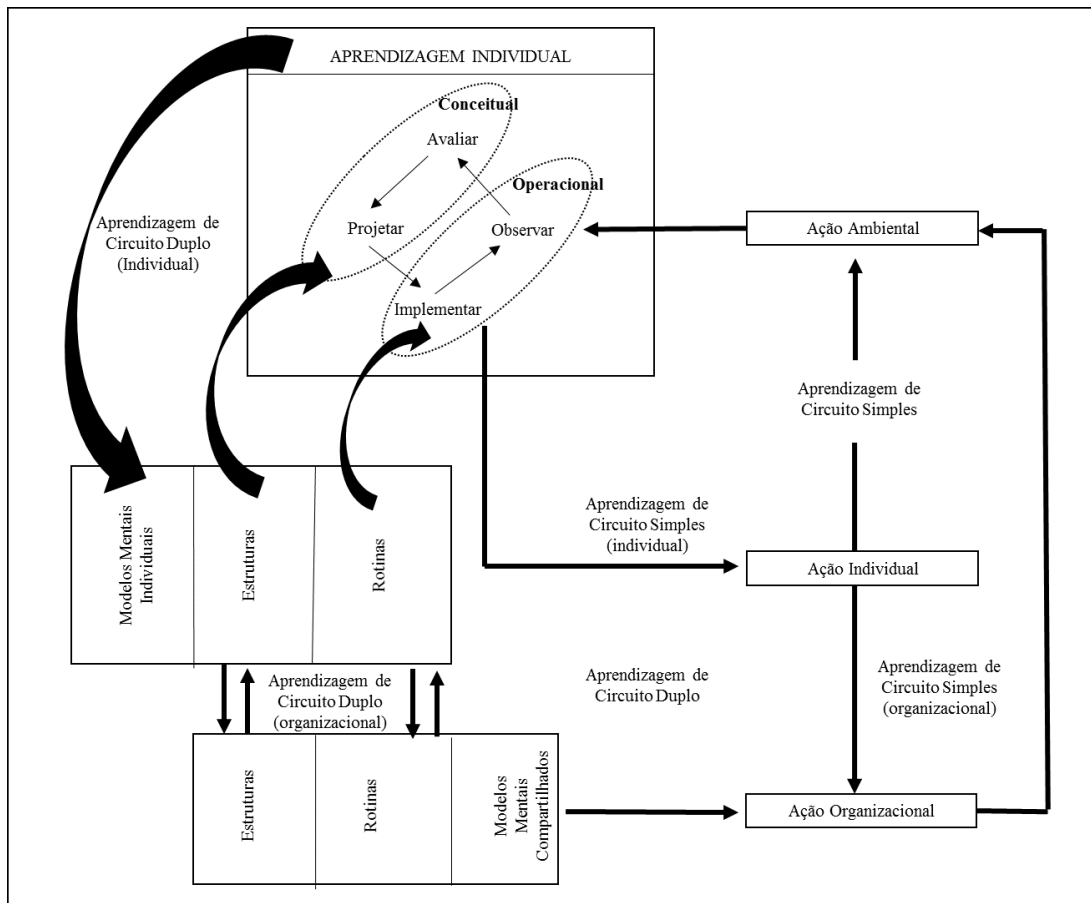 APRENDIZAGEM INDIVIDUAL
Conceitual
Avaliar
Operacional
Projetar
Observar
Implementar
Aprendizagem de
Circuito Duplo
(Individual)
Ação Ambiental
Aprendizagem de
Circuito Simples
Aprendizagem de
Circuito Simples
(individual)
Ação Individual
Modelos Mentais
Individuais
Estruturas
Rotinas
Aprendizagem de
Circuito Duplo
(organizacional)
Aprendizagem de
Circuito Duplo
Aprendizagem de
Circuito Simples
(organizacional)
Estruturas
Rotinas
Modelos
Mentais
Compartilhados
Ação Organizacional